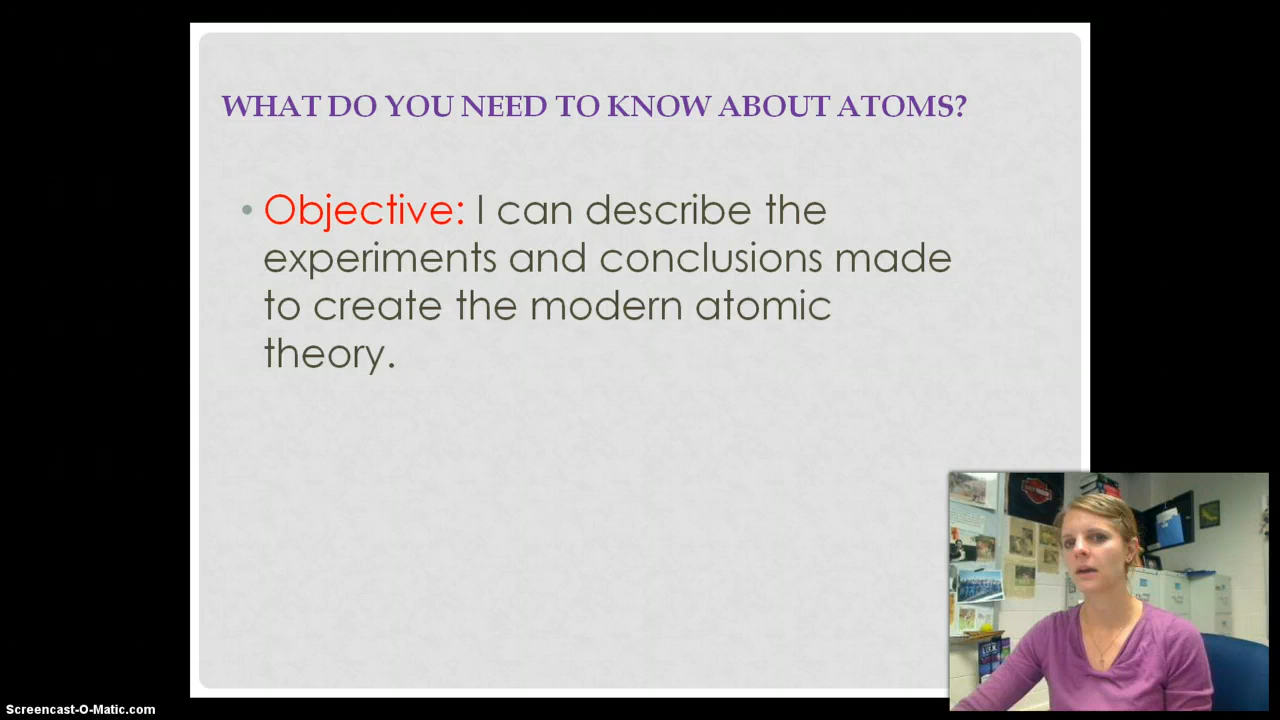 WHAT DO YOU NEED TO KNOW ABOUT ATOMS?
• Objective: I can describe the
experiments and conclusions made
to create the modern atomic
theory.
Screencast-O-Matic.com